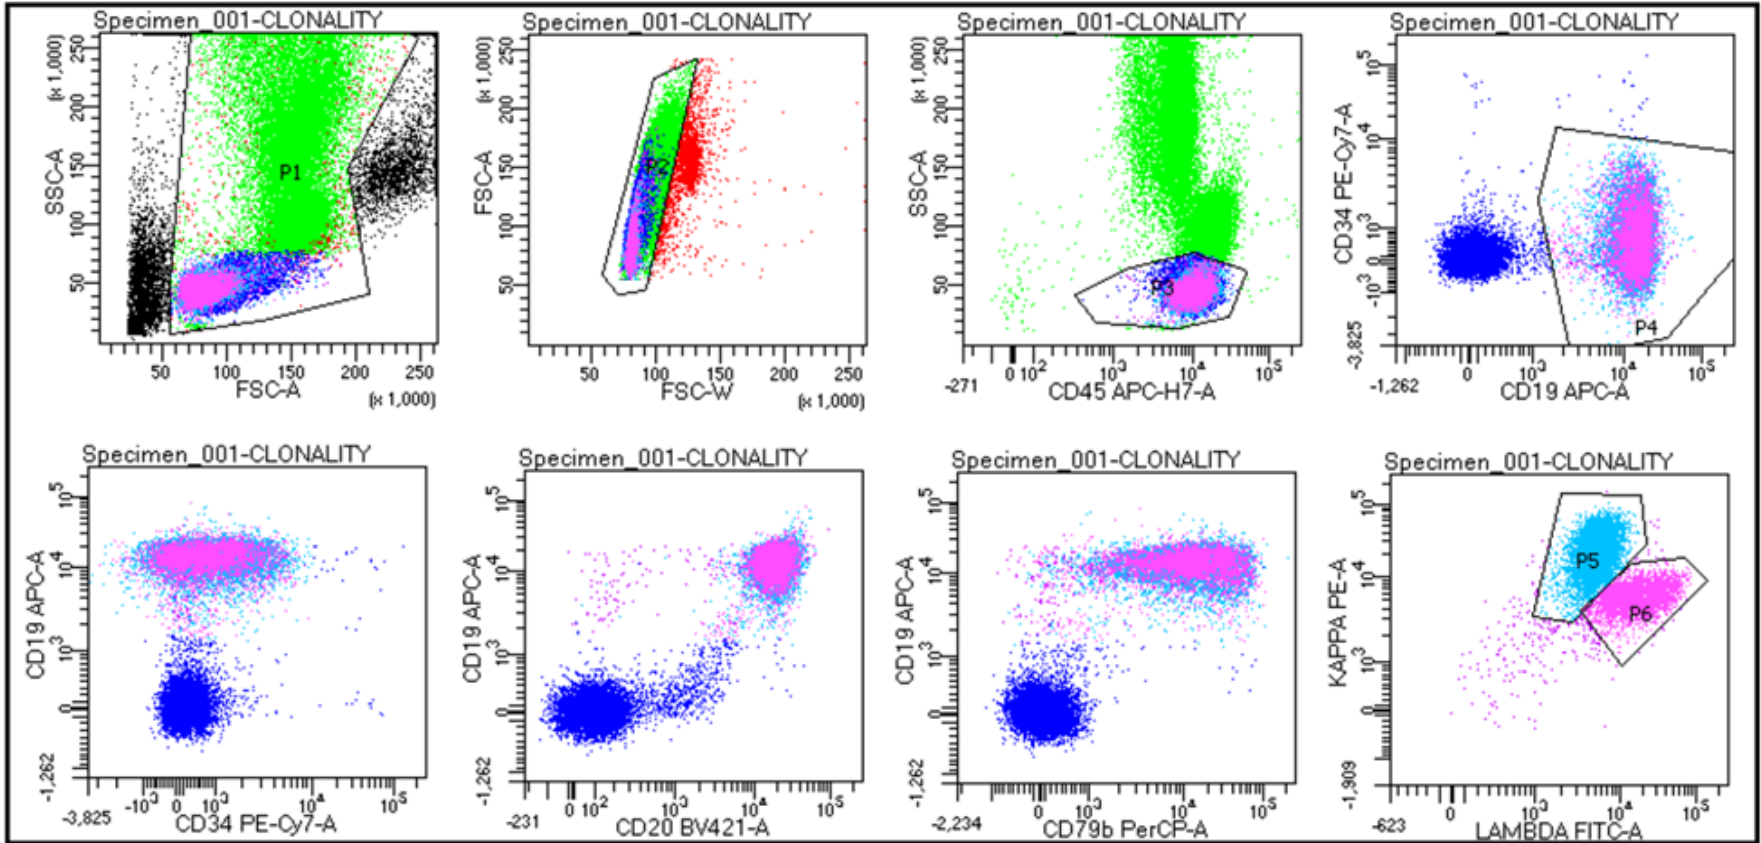 Specimen_001-CLONALITY
SSC-A
(x 1,000)
50 100 150 200 250
P1
50 100 150 200 250
FSC-A
(x 1,000)
Specimen_001-CLONALITY
FSC-A
(x 1,000)
50 100 150 200 250
P2
50 100 150 200 250
FSC-W
(x 1,000)
Specimen_001-CLONALITY
SSC-A
(x 1,000)
50 100 150 200 250
P3
-271
0 10² 10³ 10⁴ 10⁵
CD45 APC-H7-A
Specimen_001-CLONALITY
CD34 PE-Cy7-A
-3,825
-10³ 0 10³ 10⁴ 10⁵
P4
-1,262
0 10³ 10⁴ 10⁵
CD19 APC-A
Specimen_001-CLONALITY
CD19 APC-A
-1,262
0 10³ 10⁴ 10⁵
-3,825
-10³ 0 10³ 10⁴ 10⁵
CD34 PE-Cy7-A
Specimen_001-CLONALITY
CD19 APC-A
-1,262
0 10³ 10⁴ 10⁵
-231
0 10² 10³ 10⁴ 10⁵
CD20 BV421-A
Specimen_001-CLONALITY
CD19 APC-A
-1,262
0 10³ 10⁴ 10⁵
-2,234
0 10³ 10⁴ 10⁵
CD79b PerCP-A
Specimen_001-CLONALITY
KAPPA PE-A
-1,909
0 10³ 10⁴ 10⁵
P5
P6
-623
0 10³ 10⁴ 10⁵
LAMBDA FITC-A